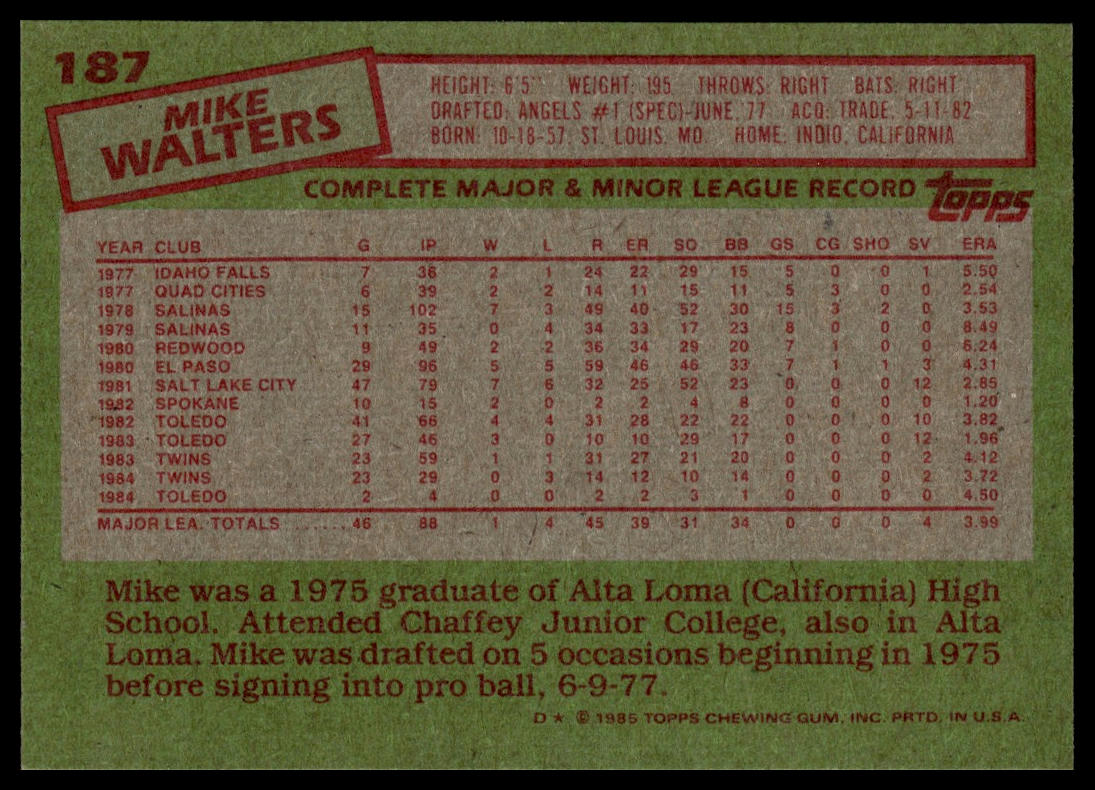 187
MIKE
WALTERS
HEIGHT: 6'5" WEIGHT: 195 THROWS: RIGHT BATS: RIGHT
DRAFTED: ANGELS #1 (SPEC)-JUNE, '77 ACQ: TRADE, 5-11-82
BORN: 10-18-57, ST. LOUIS, MO. HOME: INDIO, CALIFORNIA
COMPLETE MAJOR & MINOR LEAGUE RECORD topps
YEAR CLUB G IP W L R ER SO BB GS CG SHO SV ERA
1977 IDAHO FALLS 7 36 2 1 24 22 29 15 5 0 0 1 5.50
1977 QUAD CITIES 6 39 2 2 14 11 15 11 5 3 0 0 2.54
1978 SALINAS 15 102 7 3 49 40 52 30 15 3 2 0 3.53
1979 SALINAS 11 35 0 4 34 33 17 23 8 0 0 0 8.49
1980 REDWOOD 9 49 2 2 36 34 29 20 7 1 0 0 6.24
1980 EL PASO 29 96 5 5 59 46 46 33 7 1 1 3 4.31
1981 SALT LAKE CITY 47 79 7 6 32 25 52 23 0 0 0 12 2.85
1982 SPOKANE 10 15 2 0 2 2 4 8 0 0 0 0 1.20
1982 TOLEDO 41 66 4 4 31 28 22 22 0 0 0 10 3.82
1983 TOLEDO 27 46 3 0 10 10 29 17 0 0 0 12 1.96
1983 TWINS 23 59 1 1 31 27 21 20 0 0 0 2 4.12
1984 TWINS 23 29 0 3 14 12 10 14 0 0 0 2 3.72
1984 TOLEDO 2 4 0 0 2 2 3 1 0 0 0 0 4.50
MAJOR LEA. TOTALS ...... 46 88 1 4 45 39 31 34 0 0 0 4 3.99
Mike was a 1975 graduate of Alta Loma (California) High
School. Attended Chaffey Junior College, also in Alta
Loma. Mike was drafted on 5 occasions beginning in 1975
before signing into pro ball, 6-9-77.
D ★ © 1985 TOPPS CHEWING GUM, INC. PRTD. IN U.S.A.